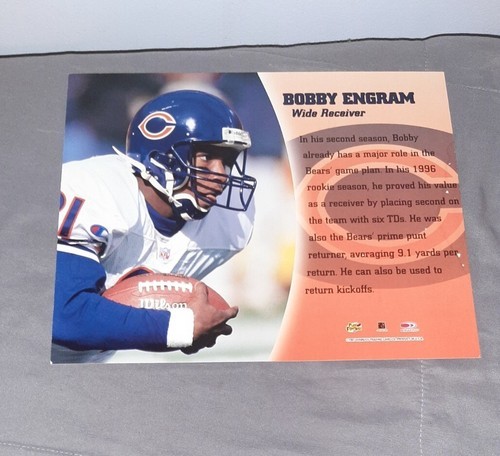 BOBBY ENGRAM
Wide Receiver
In his second season, Bobby
already has a major role in the
Bears' game plan. In his 1996
rookie season, he proved his value
as a receiver by placing second on
the team with six TDs. He was
also the Bears' prime punt
returner, averaging 9.1 yards per
return. He can also be used to
return kickoffs.
81
Wilson